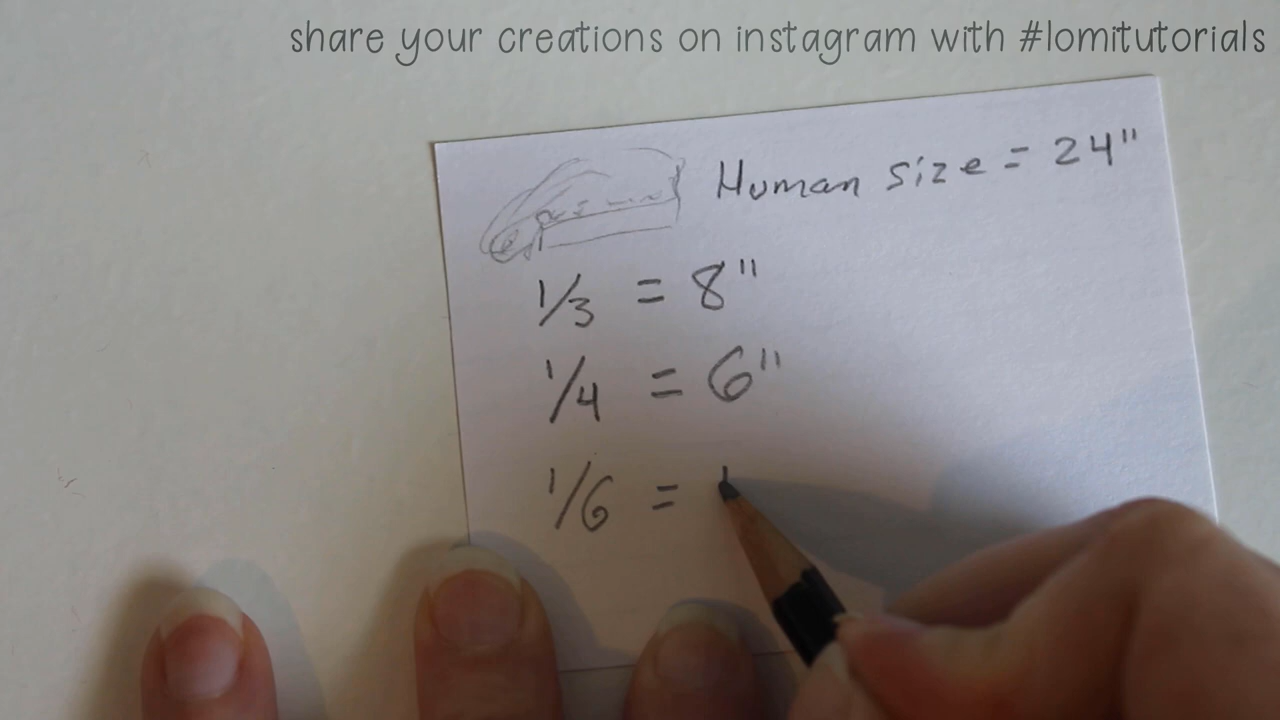 share your creations on instagram with #lomitutorials
Human size = 24"
1/3 = 8"
1/4 = 6"
1/6 =